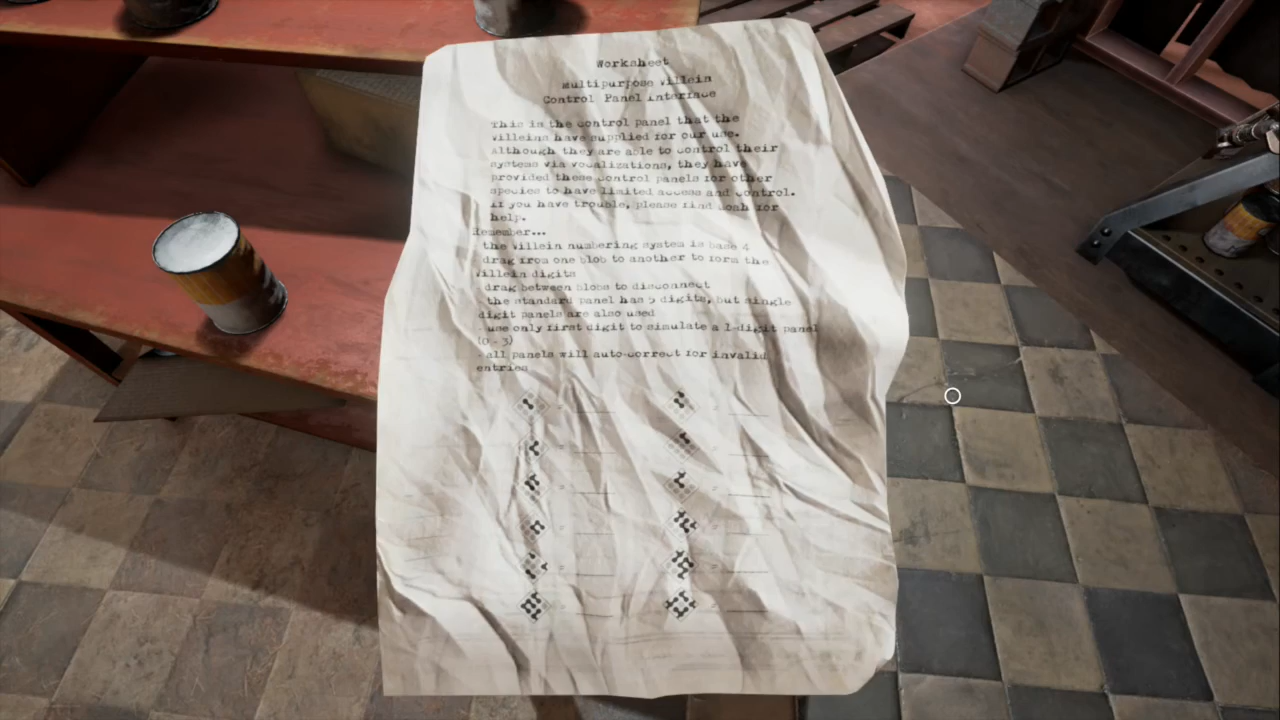 Worksheet
Multipurpose Villein
Control Panel Interface
This is the control panel that the
villeins have supplied for our use.
Although they are able to control their
systems via vocalizations, they have
provided these control panels for other
species to have limited access and control.
If you have trouble, please find Josh for
help.
Remember...
- the Villein numbering system is base 4
- drag from one blob to another to form the
Villein digits
- drag between blobs to disconnect
- the standard panel has 5 digits, but single
digit panels are also used
- use only first digit to simulate a 1-digit panel
(0 - 3)
- all panels will auto-correct for invalid
entries